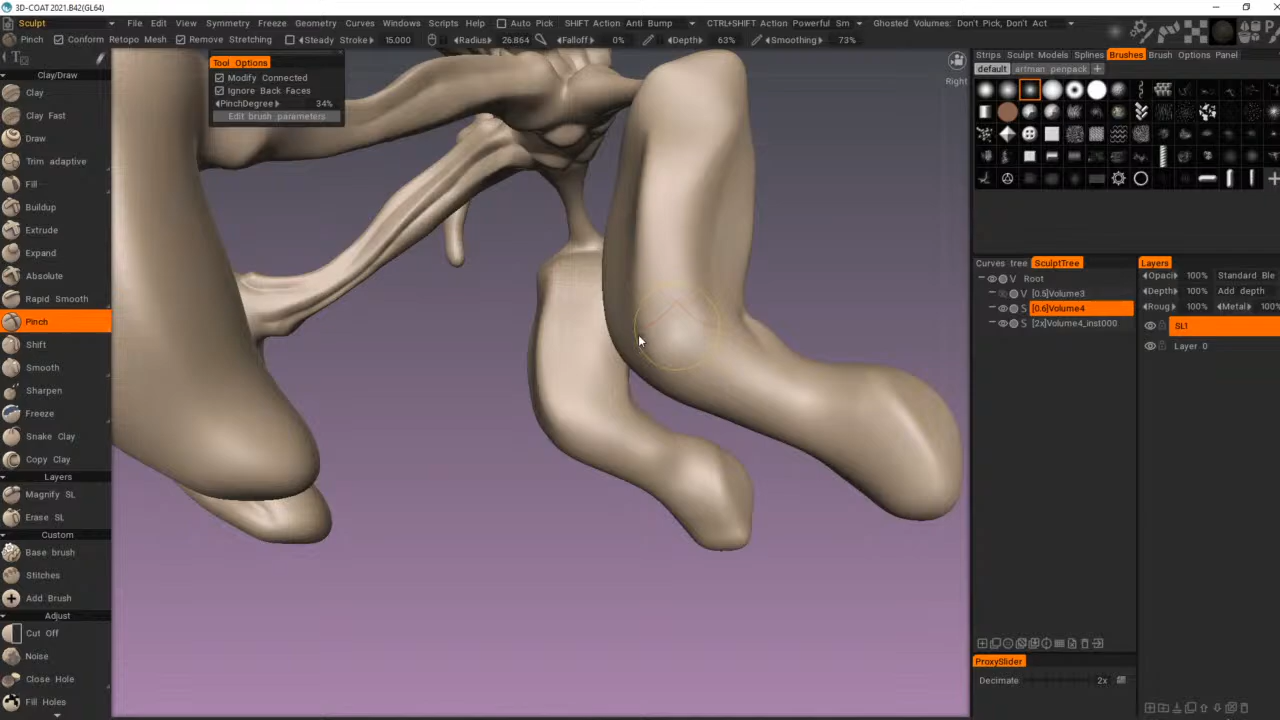 3D-COAT 2021.B42(GL64)
Sculpt File Edit View Symmetry Freeze Geometry Curves Windows Scripts Help Auto Pick SHIFT Action Anti Bump CTRL+SHIFT Action Powerful Sm Ghosted Volumes: Don't Pick, Don't Act
Pinch Conform Retopo Mesh Remove Stretching Steady Stroke 15.000 Radius 26.864 Falloff 0% Depth 63% Smoothing 73%
Tool Options
Modify Connected
Ignore Back Faces
PinchDegree 34%
Edit brush parameters
Clay/Draw
Clay
Clay Fast
Draw
Trim adaptive
Fill
Buildup
Extrude
Expand
Absolute
Rapid Smooth
Pinch
Shift
Smooth
Sharpen
Freeze
Snake Clay
Copy Clay
Layers
Magnify SL
Erase SL
Custom
Base brush
Stitches
Add Brush
Adjust
Cut Off
Noise
Close Hole
Fill Holes
Right
Strips Sculpt Models Splines Brushes Brush Options Panel
default artman penpack +
Curves tree SculptTree
Root
[0.5]Volume3
[0.6]Volume4
[2x]Volume4_inst000
Layers
Opaci 100% Standard Ble
Depth 100% Add depth
Roug 100% Metal 100%
SL1
Layer 0
ProxySlider
Decimate 2x